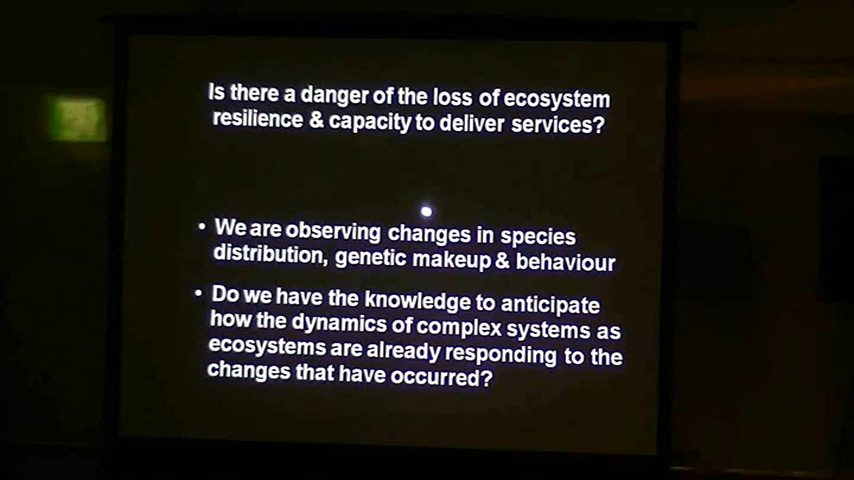 Is there a danger of the loss of ecosystem
resilience & capacity to deliver services?
• We are observing changes in species
distribution, genetic makeup & behaviour
• Do we have the knowledge to anticipate
how the dynamics of complex systems as
ecosystems are already responding to the
changes that have occurred?